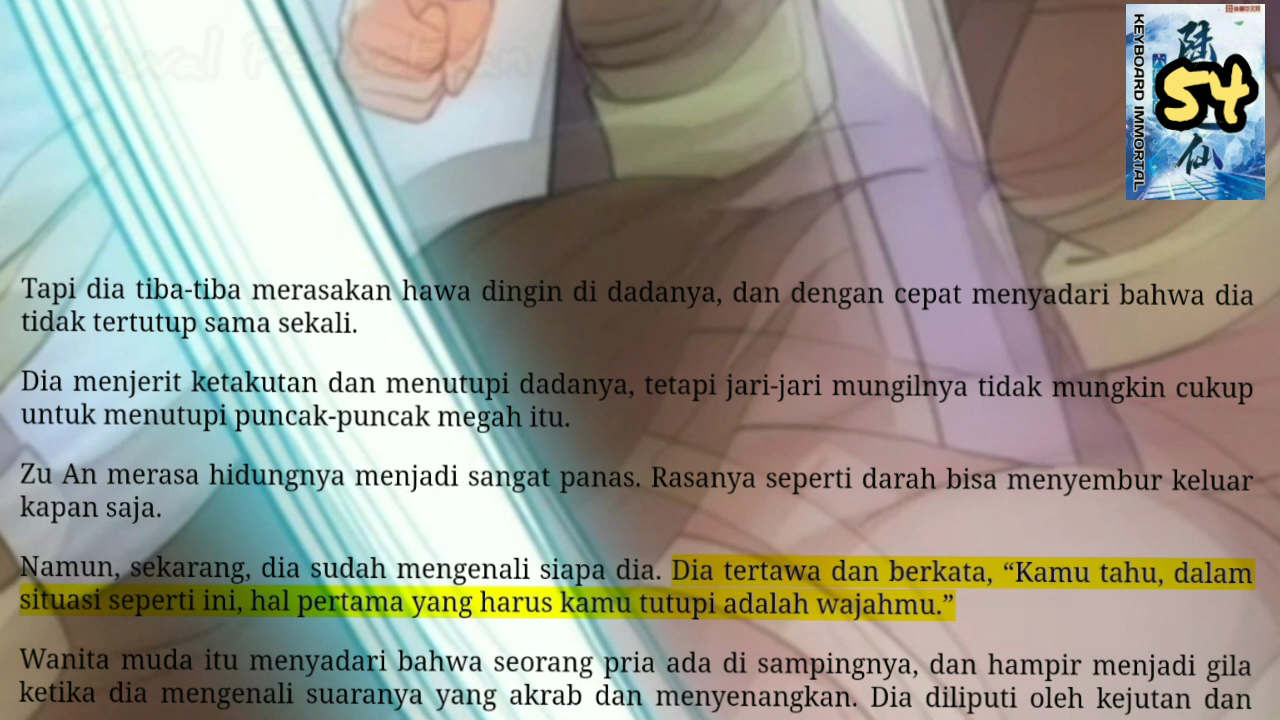 陆
仙
KEYBOARD IMMORTAL
54
Tapi dia tiba-tiba merasakan hawa dingin di dadanya, dan dengan cepat menyadari bahwa dia
tidak tertutup sama sekali.
Dia menjerit ketakutan dan menutupi dadanya, tetapi jari-jari mungilnya tidak mungkin cukup
untuk menutupi puncak-puncak megah itu.
Zu An merasa hidungnya menjadi sangat panas. Rasanya seperti darah bisa menyembur keluar
kapan saja.
Namun, sekarang, dia sudah mengenali siapa dia. Dia tertawa dan berkata, “Kamu tahu, dalam
situasi seperti ini, hal pertama yang harus kamu tutupi adalah wajahmu.”
Wanita muda itu menyadari bahwa seorang pria ada di sampingnya, dan hampir menjadi gila
ketika dia mengenali suaranya yang akrab dan menyenangkan. Dia diliputi oleh kejutan dan